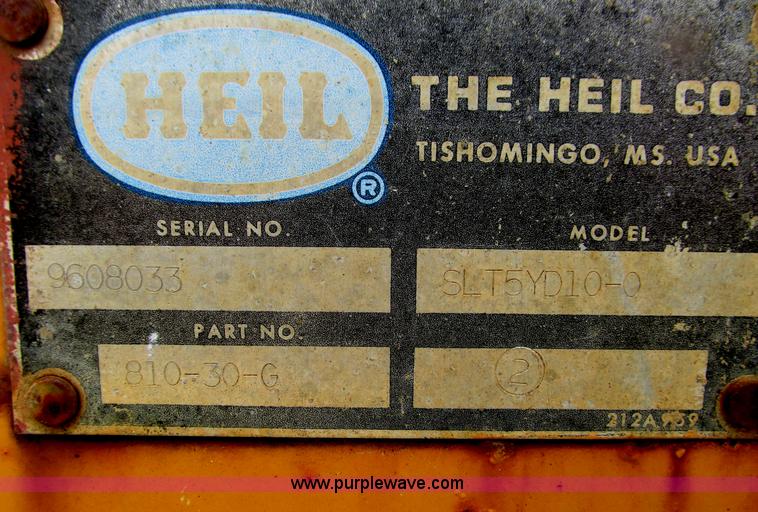 HEIL ®
THE HEIL CO.
TISHOMINGO, MS. USA
SERIAL NO. MODEL
9608033 SLT5YD10-0
PART NO.
810-30-G 2
212A959
www.purplewave.com